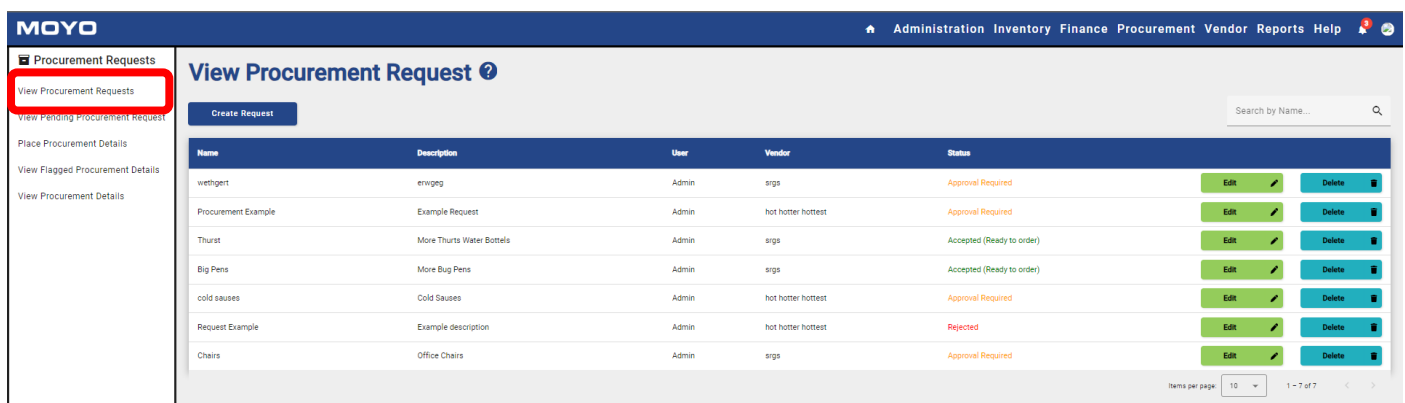 MOYO
Administration Inventory Finance Procurement Vendor Reports Help 3
Procurement Requests
View Procurement Requests
View Pending Procurement Request
Place Procurement Details
View Flagged Procurement Details
View Procurement Details
View Procurement Request ?
Create Request
Search by Name...
Name Description User Vendor Status
wethgert erwgeg Admin srgs Approval Required Edit Delete
Procurement Example Example Request Admin hot hotter hottest Approval Required Edit Delete
Thurst More Thurts Water Bottels Admin srgs Accepted (Ready to order) Edit Delete
Big Pens More Bug Pens Admin srgs Accepted (Ready to order) Edit Delete
cold sauses Cold Sauses Admin hot hotter hottest Approval Required Edit Delete
Request Example Example description Admin hot hotter hottest Rejected Edit Delete
Chairs Office Chairs Admin srgs Approval Required Edit Delete
Items per page: 10 1 – 7 of 7